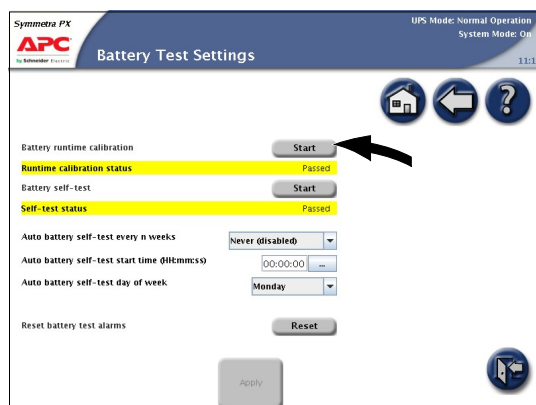 Symmetra PX
UPS Mode: Normal Operation
System Mode: On
APC
by Schneider Electric
Battery Test Settings
11:1
Battery runtime calibration Start
Runtime calibration status Passed
Battery self-test Start
Self-test status Passed
Auto battery self-test every n weeks Never (disabled)
Auto battery self-test start time (HH:mm:ss) 00:00:00 ...
Auto battery self-test day of week Monday
Reset battery test alarms Reset
Apply